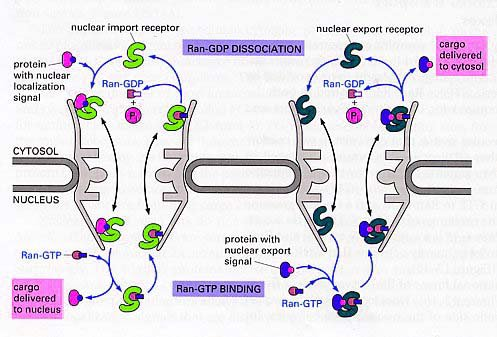 nuclear import receptor
Ran-GDP DISSOCIATION
nuclear export receptor
cargo
delivered
to cytosol
protein
with nuclear
localization
signal
Ran-GDP
+
Pi
Ran-GDP
+
Pi
CYTOSOL
NUCLEUS
Ran-GTP
cargo
delivered
to nucleus
Ran-GTP BINDING
protein with
nuclear export
signal
Ran-GTP